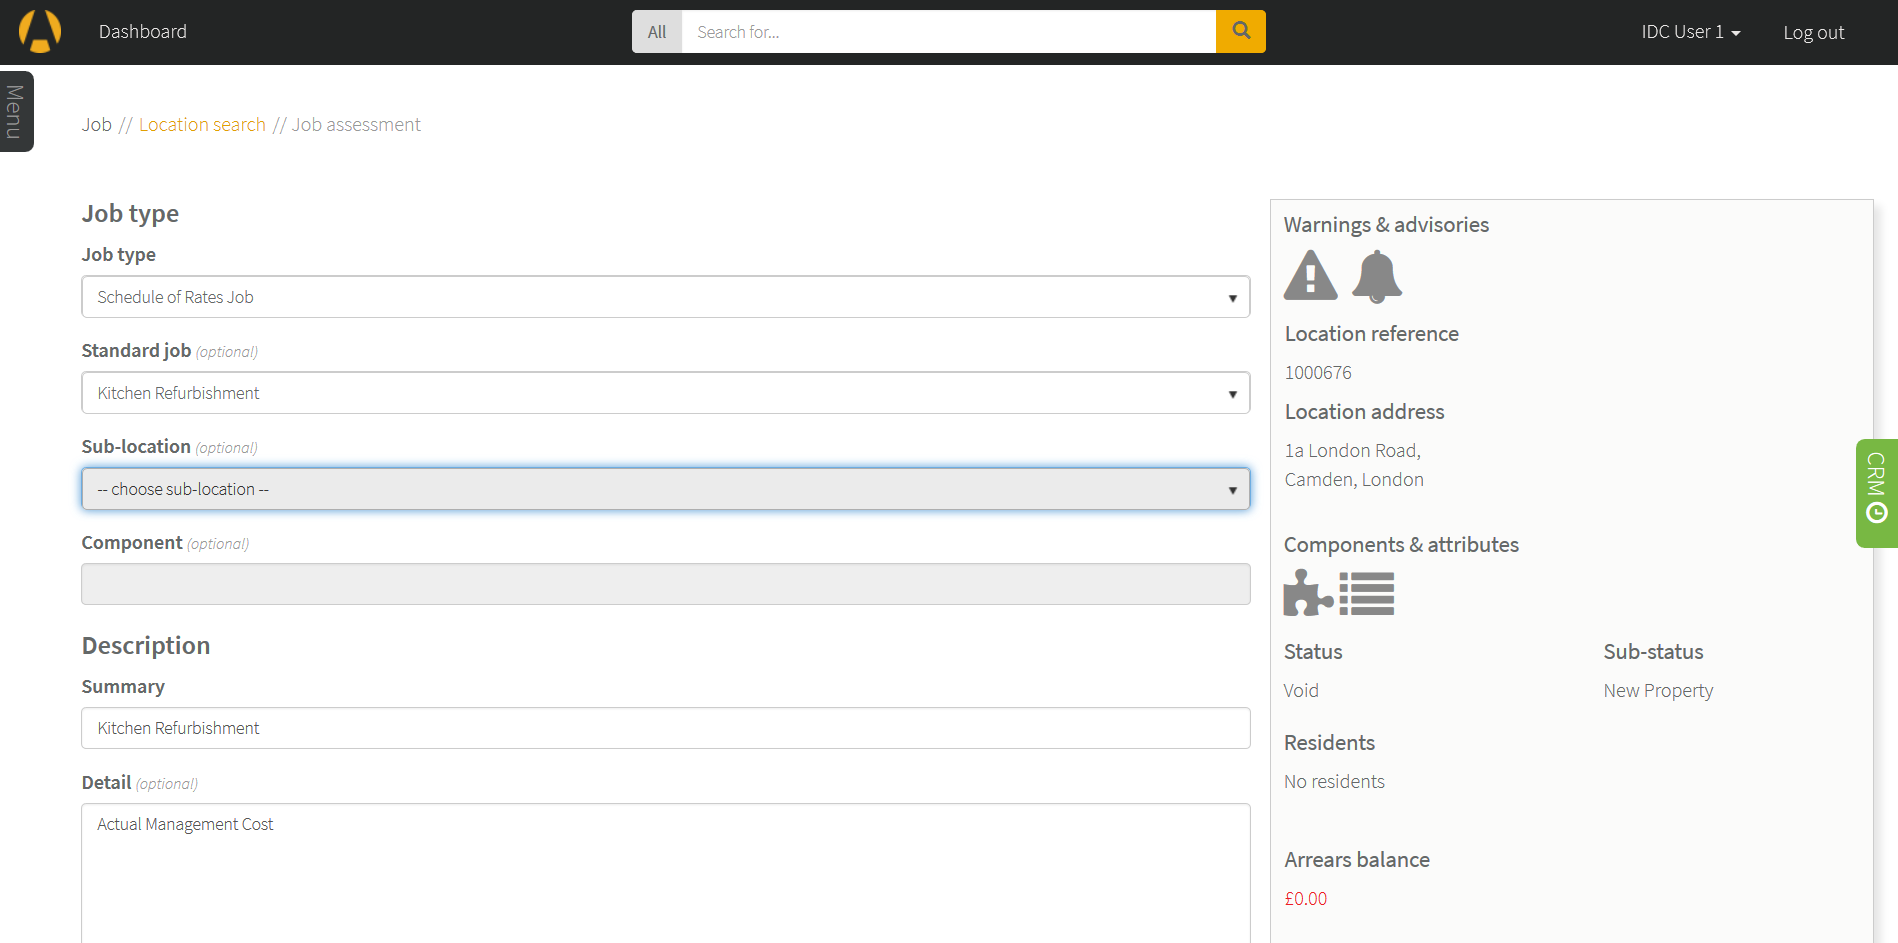 Dashboard
All
Search for...
IDC User 1
Log out
Menu
Job // Location search // Job assessment
Job type
Job type
Schedule of Rates Job
Standard job (optional)
Kitchen Refurbishment
Sub-location (optional)
-- choose sub-location --
Component (optional)
Description
Summary
Kitchen Refurbishment
Detail (optional)
Actual Management Cost
Warnings & advisories
Location reference
1000676
Location address
1a London Road,
Camden, London
Components & attributes
Status
Sub-status
Void
New Property
Residents
No residents
Arrears balance
£0.00
CRM